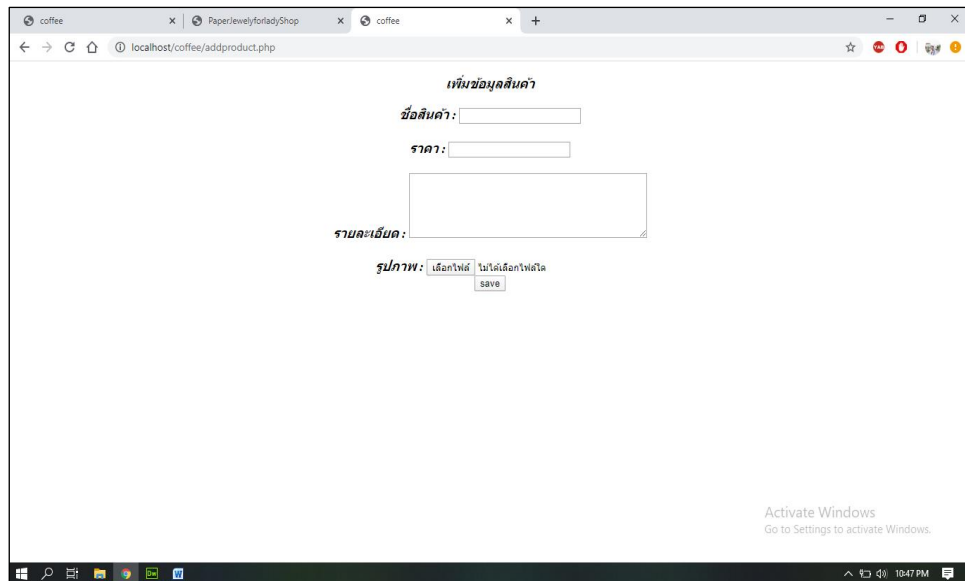 coffee
PaperJewelyforladyShop
coffee
localhost/coffee/addproduct.php
เพิ่มข้อมูลสินค้า
ชื่อสินค้า :
ราคา :
รายละเอียด :
รูปภาพ : เลือกไฟล์ ไม่ได้เลือกไฟล์ใด
save
Activate Windows
Go to Settings to activate Windows.
Dw W 10:47 PM